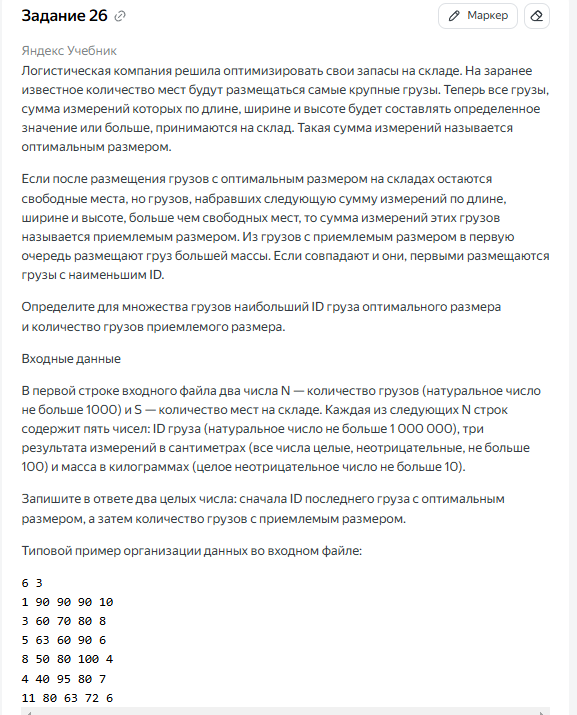 Задание 26
Маркер
Яндекс Учебник
Логистическая компания решила оптимизировать свои запасы на складе. На заранее
известное количество мест будут размещаться самые крупные грузы. Теперь все грузы,
сумма измерений которых по длине, ширине и высоте будет составлять определенное
значение или больше, принимаются на склад. Такая сумма измерений называется
оптимальным размером.
Если после размещения грузов с оптимальным размером на складах остаются
свободные места, но грузов, набравших следующую сумму измерений по длине,
ширине и высоте, больше чем свободных мест, то сумма измерений этих грузов
называется приемлемым размером. Из грузов с приемлемым размером в первую
очередь размещают груз большей массы. Если совпадают и они, первыми размещаются
грузы с наименьшим ID.
Определите для множества грузов наибольший ID груза оптимального размера
и количество грузов приемлемого размера.
Входные данные
В первой строке входного файла два числа N — количество грузов (натуральное число
не больше 1000) и S — количество мест на складе. Каждая из следующих N строк
содержит пять чисел: ID груза (натуральное число не больше 1 000 000), три
результата измерений в сантиметрах (все числа целые, неотрицательные, не больше
100) и масса в килограммах (целое неотрицательное число не больше 10).
Запишите в ответе два целых числа: сначала ID последнего груза с оптимальным
размером, а затем количество грузов с приемлемым размером.
Типовой пример организации данных во входном файле:
6 3
1 90 90 90 10
3 60 70 80 8
5 63 60 90 6
8 50 80 100 4
4 40 95 80 7
11 80 63 72 6